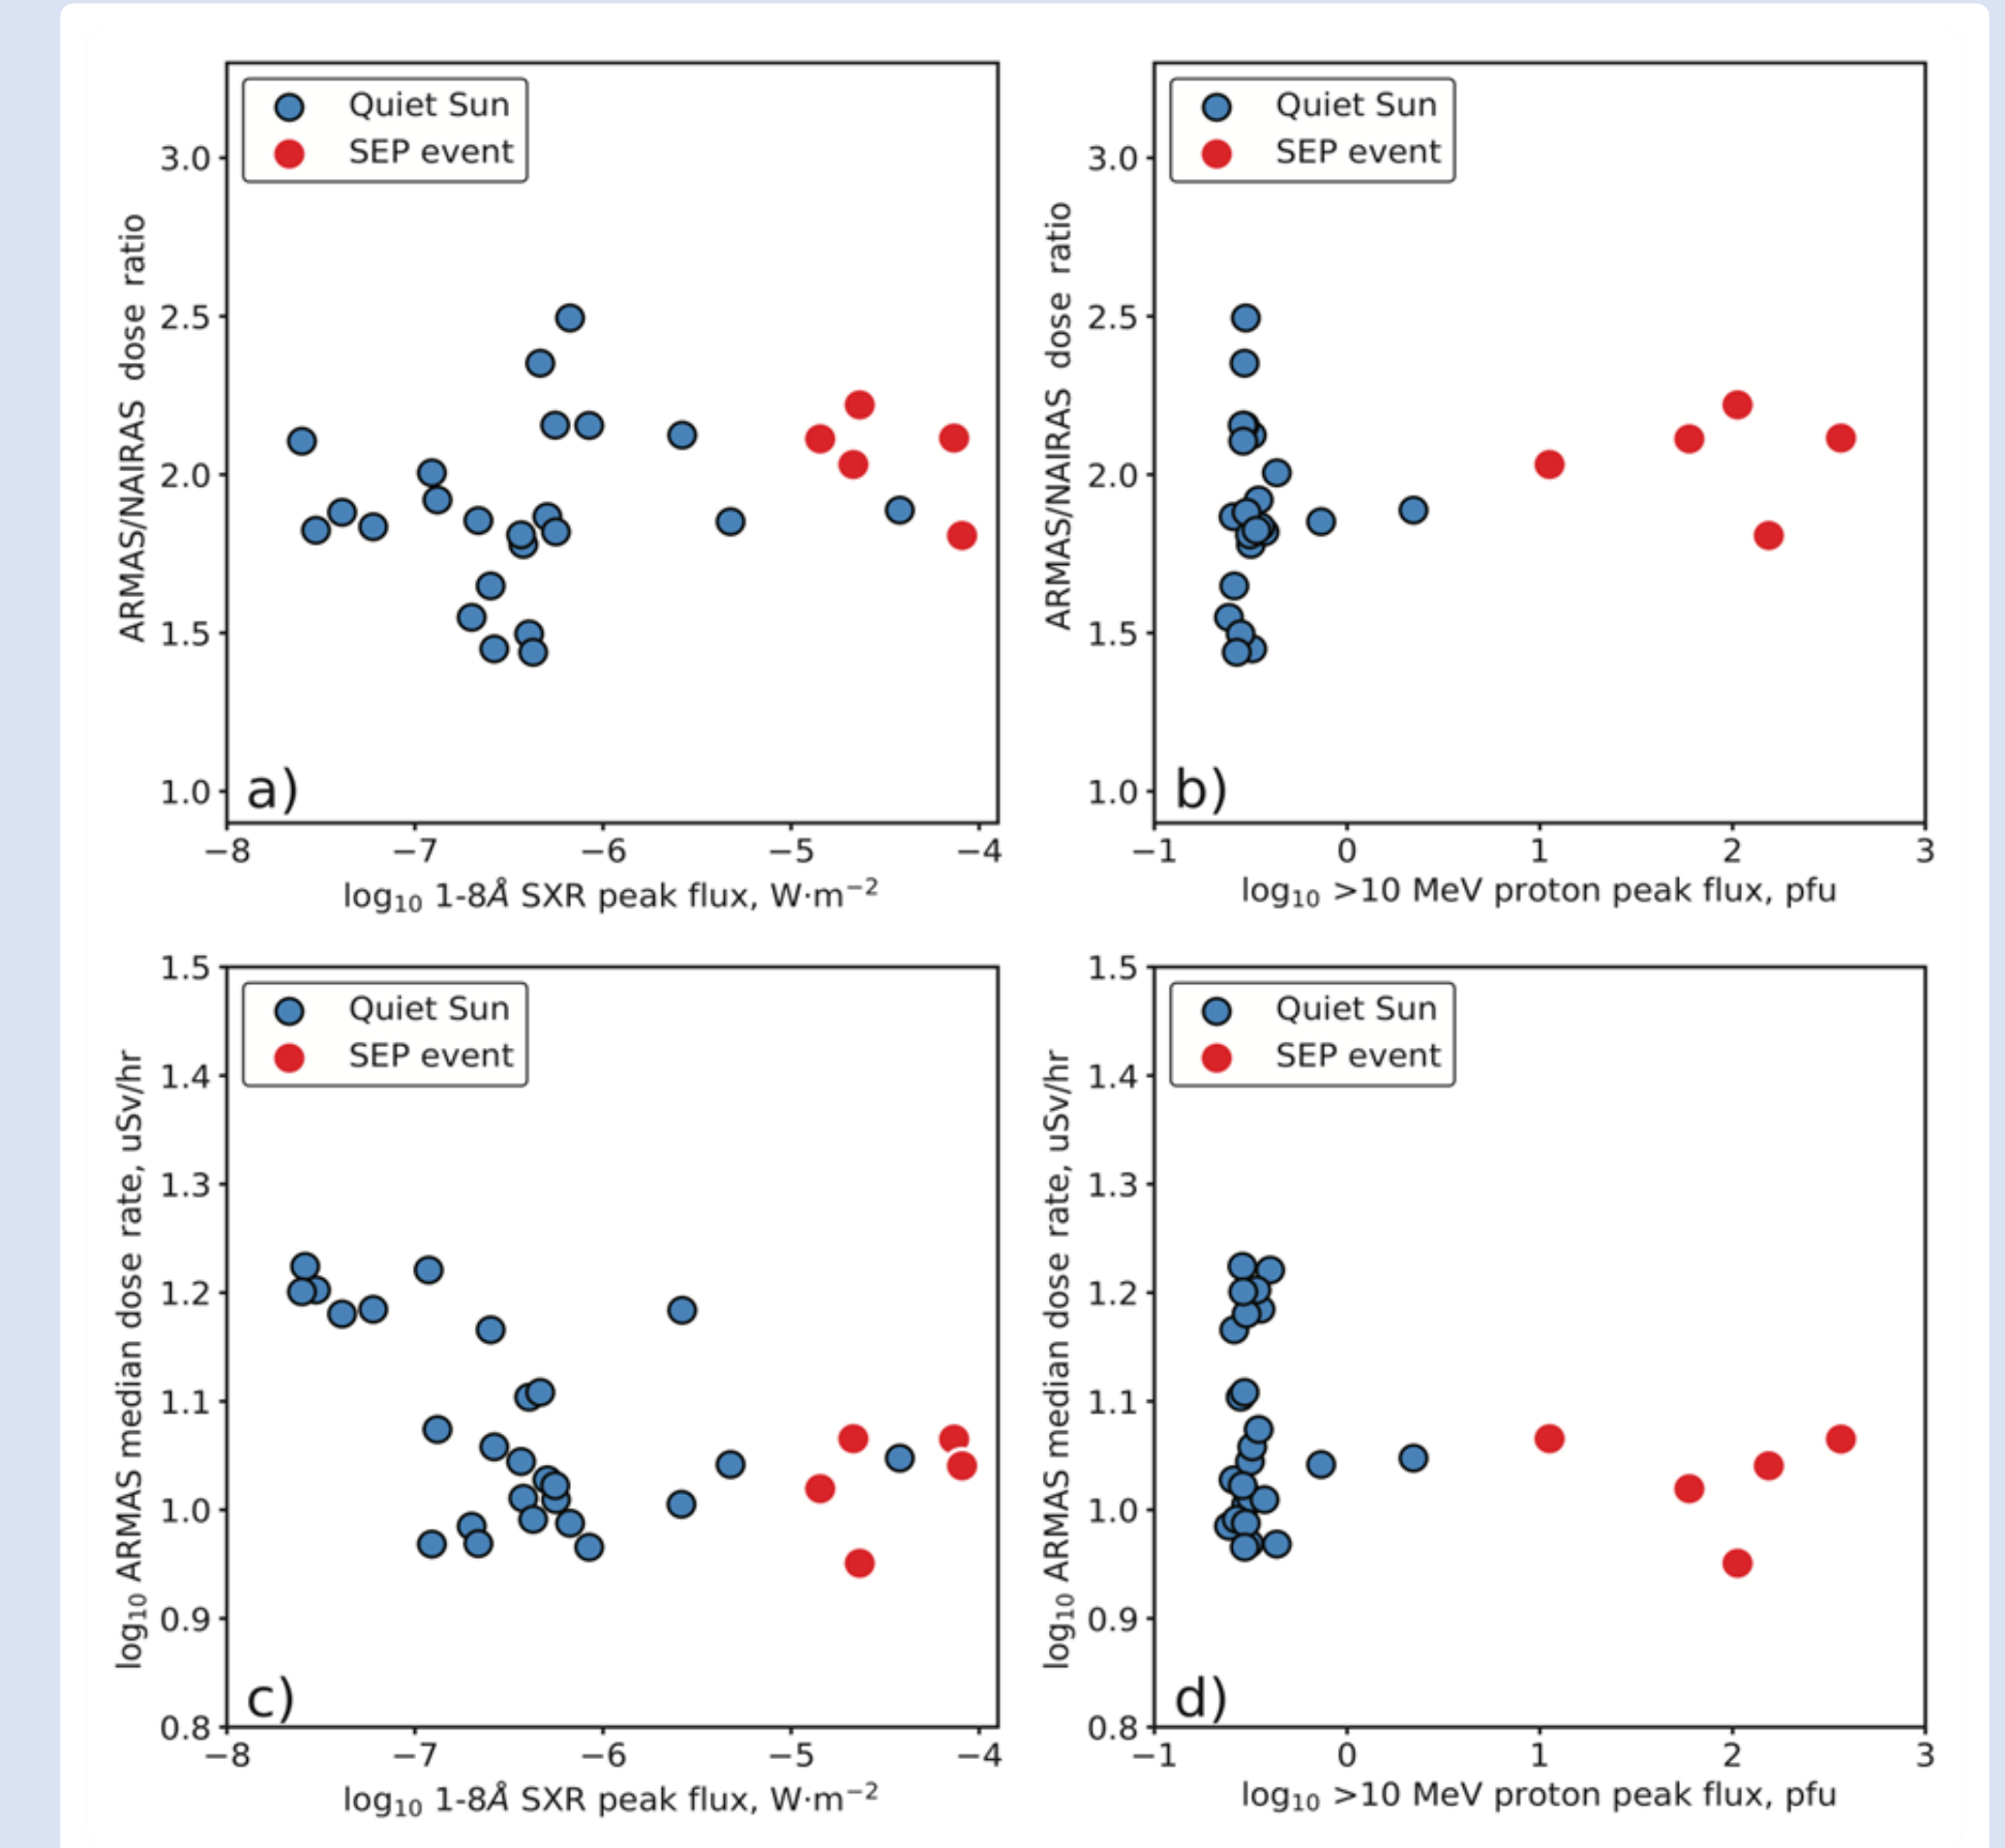 Quiet Sun
SEP event
ARMAS/NAIRAS dose ratio
3.0
2.5
2.0
1.5
1.0
a)
−8
−7
−6
−5
−4
log₁₀ 1-8Å SXR peak flux, W·m⁻²
Quiet Sun
SEP event
ARMAS/NAIRAS dose ratio
3.0
2.5
2.0
1.5
1.0
b)
−1
0
1
2
3
log₁₀ >10 MeV proton peak flux, pfu
Quiet Sun
SEP event
log₁₀ ARMAS median dose rate, uSv/hr
1.5
1.4
1.3
1.2
1.1
1.0
0.9
0.8
c)
−8
−7
−6
−5
−4
log₁₀ 1-8Å SXR peak flux, W·m⁻²
Quiet Sun
SEP event
log₁₀ ARMAS median dose rate, uSv/hr
1.5
1.4
1.3
1.2
1.1
1.0
0.9
0.8
d)
−1
0
1
2
3
log₁₀ >10 MeV proton peak flux, pfu